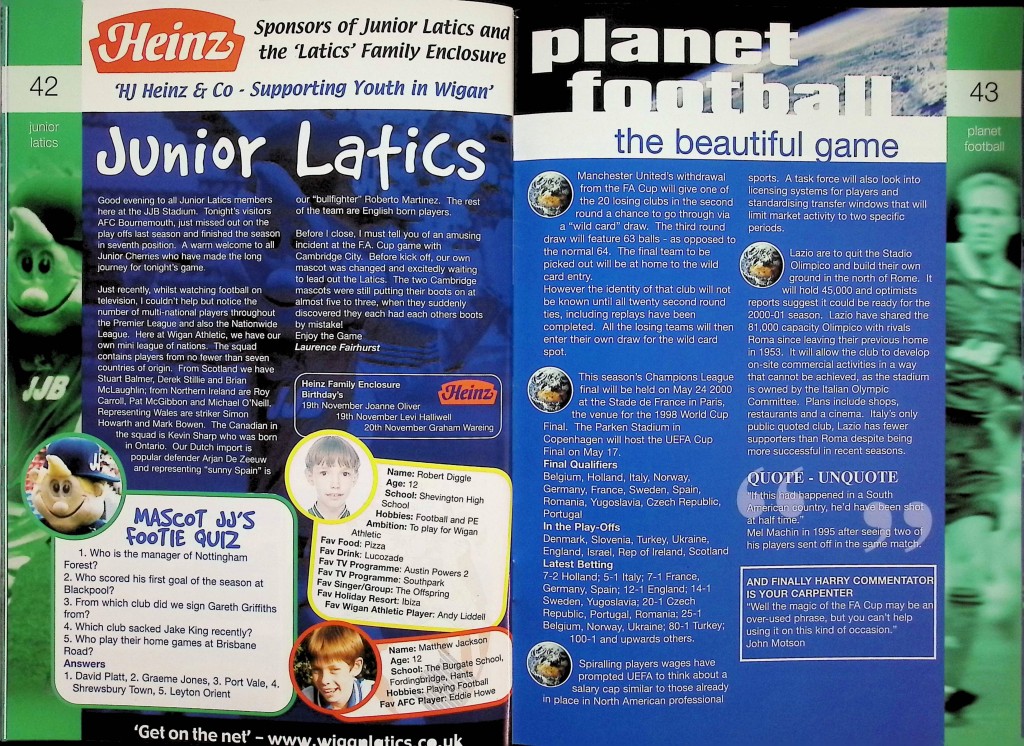 Heinz
Sponsors of Junior Latics and
the 'Latics' Family Enclosure
'HJ Heinz & Co - Supporting Youth in Wigan'
42
junior
latics
Junior Latics
Good evening to all Junior Latics members
here at the JJB Stadium. Tonight's visitors
AFC Bournemouth, just missed out on the
play offs last season and finished the season
in seventh position. A warm welcome to all
Junior Cherries who have made the long
journey for tonight's game.
Just recently, whilst watching football on
television, I couldn't help but notice the
number of multi-national players throughout
the Premier League and also the Nationwide
League. Here at Wigan Athletic, we have our
own mini league of nations. The squad
contains players from no fewer than seven
countries of origin. From Scotland we have
Stuart Balmer, Derek Stillie and Brian
McLaughlin; from Northern Ireland are Roy
Carroll, Pat McGibbon and Michael O'Neill.
Representing Wales are striker Simon
Howarth and Mark Bowen. The Canadian in
the squad is Kevin Sharp who was born
in Ontario. Our Dutch import is
popular defender Arjan De Zeeuw
and representing "sunny Spain" is
our "bullfighter" Roberto Martinez. The rest
of the team are English born players.
Before I close, I must tell you of an amusing
incident at the F.A. Cup game with
Cambridge City. Before kick off, our own
mascot was changed and excitedly waiting
to lead out the Latics. The two Cambridge
mascots were still putting their boots on at
almost five to three, when they suddenly
discovered they each had each others boots
by mistake!
Enjoy the Game
Laurence Fairhurst
Heinz Family Enclosure
Birthday's
Heinz
19th November Joanne Oliver
19th November Levi Halliwell
20th November Graham Wareing
JJB
MASCOT JJ'S
FOOTIE QUIZ
1. Who is the manager of Nottingham
Forest?
2. Who scored his first goal of the season at
Blackpool?
3. From which club did we sign Gareth Griffiths
from?
4. Which club sacked Jake King recently?
5. Who play their home games at Brisbane
Road?
Answers
1. David Platt, 2. Graeme Jones, 3. Port Vale, 4.
Shrewsbury Town, 5. Leyton Orient
Name: Robert Diggle
Age: 12
School: Shevington High
School
Hobbies: Football and PE
Ambition: To play for Wigan
Athletic
Fav Food: Pizza
Fav Drink: Lucozade
Fav TV Programme: Austin Powers 2
Fav TV Programme: Southpark
Fav Singer/Group: The Offspring
Fav Holiday Resort: Ibiza
Fav Wigan Athletic Player: Andy Liddell
Name: Matthew Jackson
Age: 12
School: The Burgate School,
Fordingbridge, Hants
Hobbies: Playing Football
Fav AFC Player: Eddie Howe
'Get on the net' – www.wiganlatics.co.uk
planet
football
the beautiful game
43
planet
football
Manchester United's withdrawal
from the FA Cup will give one of
the 20 losing clubs in the second
round a chance to go through via
a "wild card" draw. The third round
draw will feature 63 balls - as opposed to
the normal 64. The final team to be
picked out will be at home to the wild
card entry.
However the identity of that club will not
be known until all twenty second round
ties, including replays have been
completed. All the losing teams will then
enter their own draw for the wild card
spot.
This season's Champions League
final will be held on May 24 2000
at the Stade de France in Paris,
the venue for the 1998 World Cup
Final. The Parken Stadium in
Copenhagen will host the UEFA Cup
Final on May 17.
Final Qualifiers
Belgium, Holland, Italy, Norway,
Germany, France, Sweden, Spain,
Romania, Yugoslavia, Czech Republic,
Portugal
In the Play-Offs
Denmark, Slovenia, Turkey, Ukraine,
England, Israel, Rep of Ireland, Scotland
Latest Betting
7-2 Holland; 5-1 Italy; 7-1 France,
Germany, Spain; 12-1 England; 14-1
Sweden, Yugoslavia; 20-1 Czech
Republic, Portugal, Romania; 25-1
Belgium, Norway, Ukraine; 80-1 Turkey;
100-1 and upwards others.
Spiralling players wages have
prompted UEFA to think about a
salary cap similar to those already
in place in North American professional
sports. A task force will also look into
licensing systems for players and
standardising transfer windows that will
limit market activity to two specific
periods.
Lazio are to quit the Stadio
Olimpico and build their own
ground in the north of Rome. It
will hold 45,000 and optimists
reports suggest it could be ready for the
2000-01 season. Lazio have shared the
81,000 capacity Olimpico with rivals
Roma since leaving their previous home
in 1953. It will allow the club to develop
on-site commercial activities in a way
that cannot be achieved, as the stadium
is owned by the Italian Olympic
Committee. Plans include shops,
restaurants and a cinema. Italy's only
public quoted club, Lazio has fewer
supporters than Roma despite being
more successful in recent seasons.
QUOTE - UNQUOTE
"If this had happened in a South
American country, he'd have been shot
at half time."
Mel Machin in 1995 after seeing two of
his players sent off in the same match.
AND FINALLY HARRY COMMENTATOR
IS YOUR CARPENTER
"Well the magic of the FA Cup may be an
over-used phrase, but you can't help
using it on this kind of occasion."
John Motson